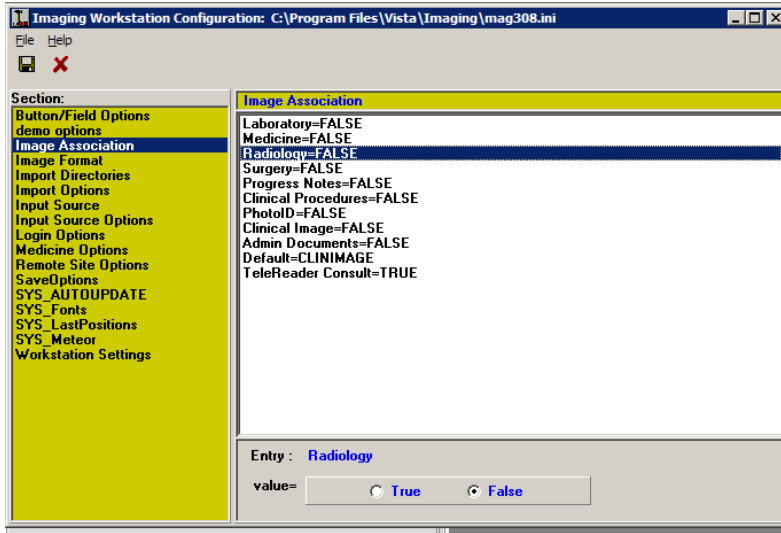 Imaging Workstation Configuration: C:\Program Files\Vista\Imaging\mag308.ini
File Help
Section:
Button/Field Options
demo options
Image Association
Image Format
Import Directories
Import Options
Input Source
Input Source Options
Login Options
Medicine Options
Remote Site Options
SaveOptions
SYS_AUTOUPDATE
SYS_Fonts
SYS_LastPositions
SYS_Meteor
Workstation Settings
Image Association
Laboratory=FALSE
Medicine=FALSE
Radiology=FALSE
Surgery=FALSE
Progress Notes=FALSE
Clinical Procedures=FALSE
PhotoID=FALSE
Clinical Image=FALSE
Admin Documents=FALSE
Default=CLINIMAGE
TeleReader Consult=TRUE
Entry : Radiology
value= True False